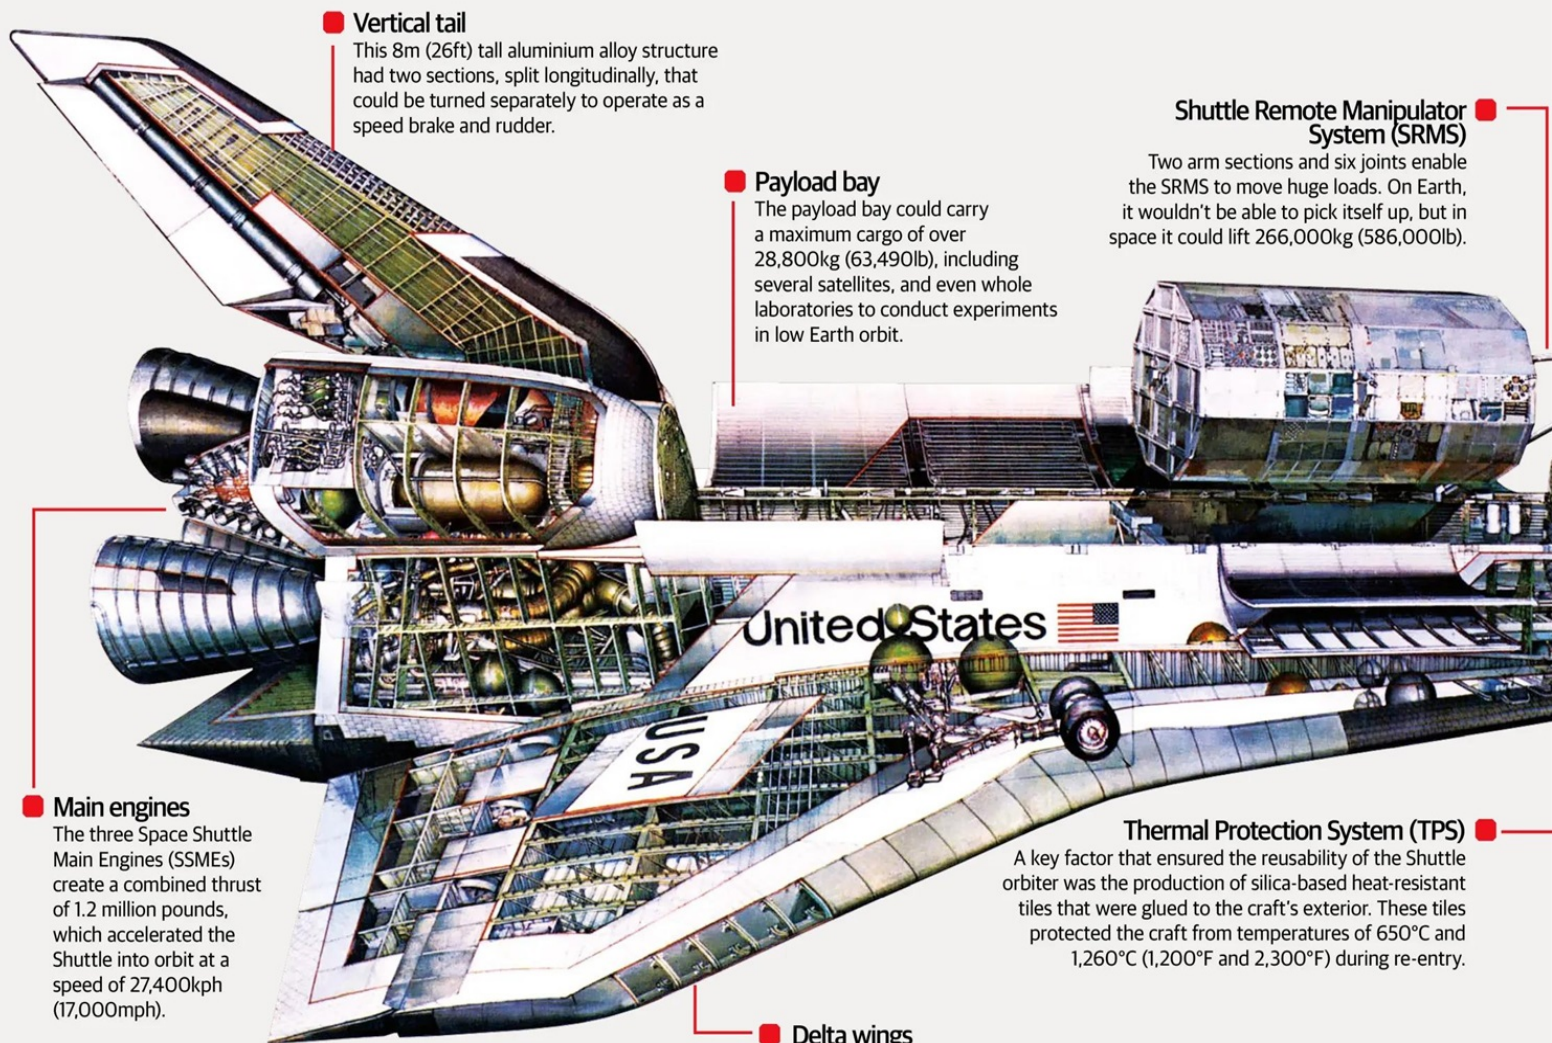 Vertical tail
This 8m (26ft) tall aluminium alloy structure
had two sections, split longitudinally, that
could be turned separately to operate as a
speed brake and rudder.
Shuttle Remote Manipulator
System (SRMS)
Two arm sections and six joints enable
the SRMS to move huge loads. On Earth,
it wouldn't be able to pick itself up, but in
space it could lift 266,000kg (586,000lb).
Payload bay
The payload bay could carry
a maximum cargo of over
28,800kg (63,490lb), including
several satellites, and even whole
laboratories to conduct experiments
in low Earth orbit.
United States
USA
Main engines
The three Space Shuttle
Main Engines (SSMEs)
create a combined thrust
of 1.2 million pounds,
which accelerated the
Shuttle into orbit at a
speed of 27,400kph
(17,000mph).
Thermal Protection System (TPS)
A key factor that ensured the reusability of the Shuttle
orbiter was the production of silica-based heat-resistant
tiles that were glued to the craft's exterior. These tiles
protected the craft from temperatures of 650°C and
1,260°C (1,200°F and 2,300°F) during re-entry.
Delta wings